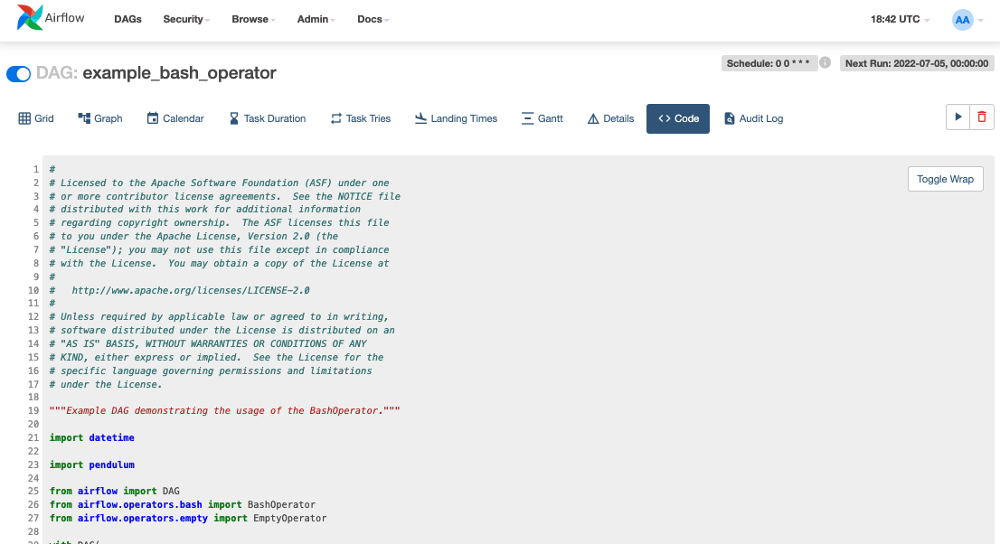 Airflow DAGs Security Browse Admin Docs 18:42 UTC AA
DAG: example_bash_operator
Schedule: 0 0 * * * Next Run: 2022-07-05, 00:00:00
Grid Graph Calendar Task Duration Task Tries Landing Times Gantt Details <> Code Audit Log
Toggle Wrap
1 #
2 # Licensed to the Apache Software Foundation (ASF) under one
3 # or more contributor license agreements.  See the NOTICE file
4 # distributed with this work for additional information
5 # regarding copyright ownership.  The ASF licenses this file
6 # to you under the Apache License, Version 2.0 (the
7 # "License"); you may not use this file except in compliance
8 # with the License.  You may obtain a copy of the License at
9 #
10 #   http://www.apache.org/licenses/LICENSE-2.0
11 #
12 # Unless required by applicable law or agreed to in writing,
13 # software distributed under the License is distributed on an
14 # "AS IS" BASIS, WITHOUT WARRANTIES OR CONDITIONS OF ANY
15 # KIND, either express or implied.  See the License for the
16 # specific language governing permissions and limitations
17 # under the License.
18
19 """Example DAG demonstrating the usage of the BashOperator."""
20
21 import datetime
22
23 import pendulum
24
25 from airflow import DAG
26 from airflow.operators.bash import BashOperator
27 from airflow.operators.empty import EmptyOperator
28
29 with DAG(